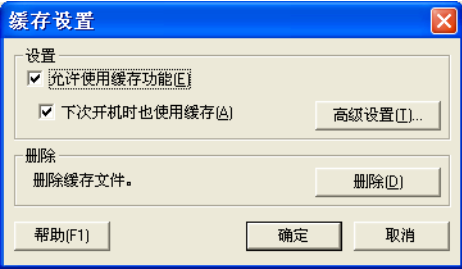 缓存设置
设置
允许使用缓存功能(E)
下次开机时也使用缓存(A)
高级设置(T)...
删除
删除缓存文件。
删除(D)
帮助(F1)
确定
取消